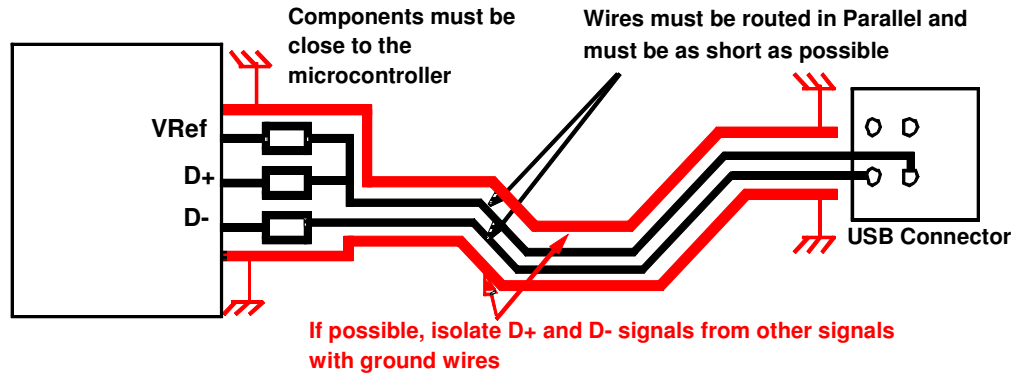 Components must be
close to the
microcontroller
Wires must be routed in Parallel and
must be as short as possible
VRef
D+
D-
USB Connector
If possible, isolate D+ and D- signals from other signals
with ground wires